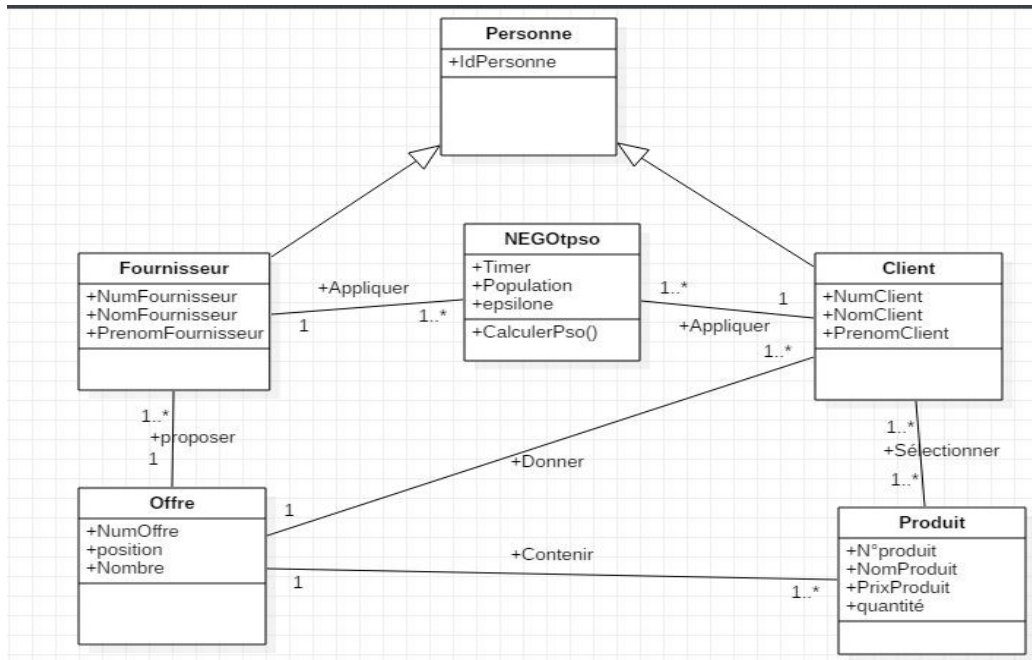 Personne
+IdPersonne
NEGOtpso
+Timer
+Population
+epsilone
+CalculerPso()
Fournisseur
+NumFournisseur
+NomFournisseur
+PrenomFournisseur
+Appliquer
1
1..*
Client
+NumClient
+NomClient
+PrenomClient
1..*
1
+Appliquer
1..*
1..*
+proposer
1
1..*
+Sélectionner
1..*
+Donner
1
Offre
+NumOffre
+position
+Nombre
+Contenir
1
1..*
Produit
+N°produit
+NomProduit
+PrixProduit
+quantité